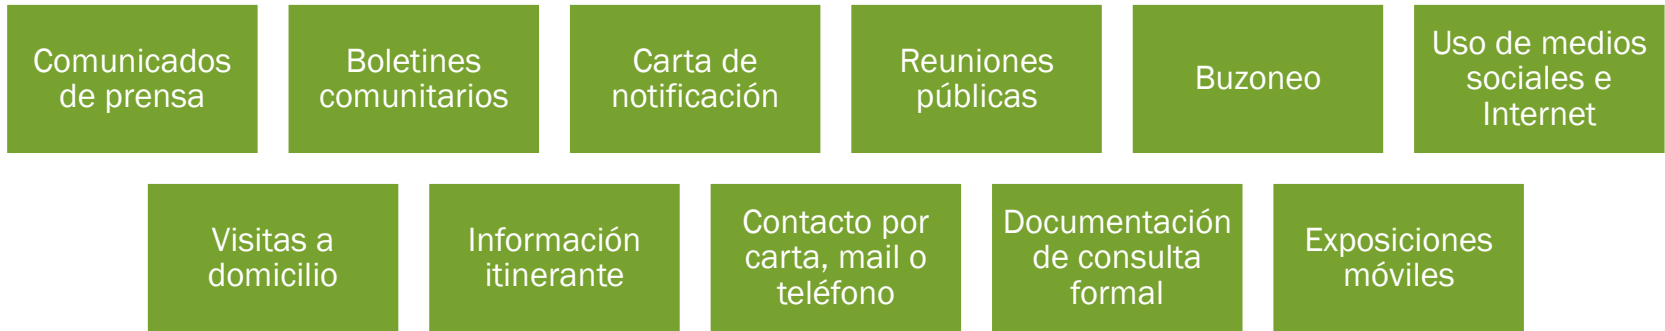 Comunicados
de prensa
Boletines
comunitarios
Carta de
notificación
Reuniones
públicas
Buzoneo
Uso de medios
sociales e
Internet
Visitas a
domicilio
Información
itinerante
Contacto por
carta, mail o
teléfono
Documentación
de consulta
formal
Exposiciones
móviles